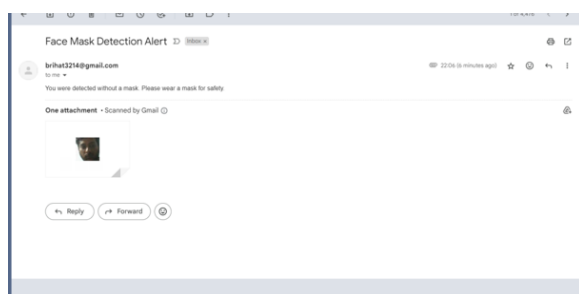 Face Mask Detection Alert
Inbox ×
brihat3214@gmail.com
22:06 (6 minutes ago)
to me
You were detected without a mask. Please wear a mask for safety.
One attachment • Scanned by Gmail
Reply
Forward